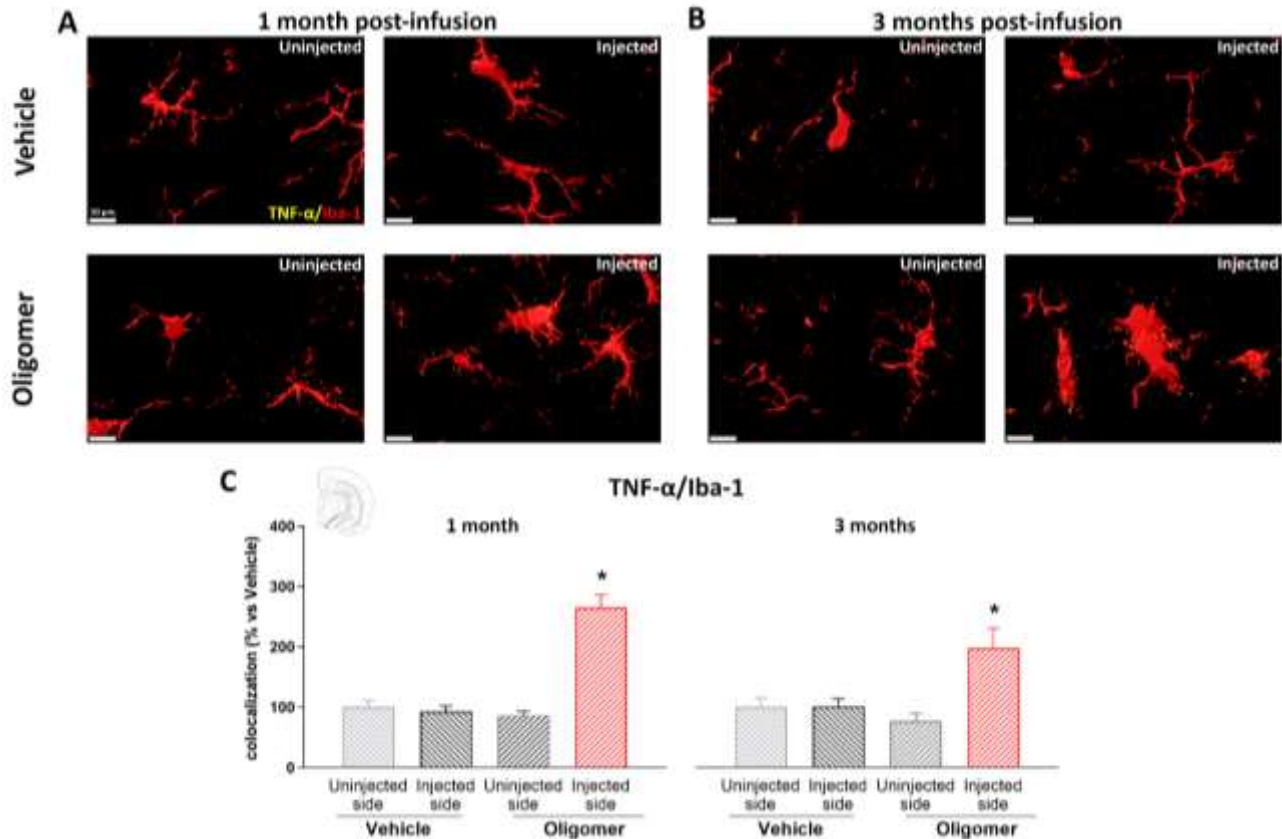 A
1 month post-infusion
B
3 months post-infusion
Vehicle
Uninjected
Injected
Uninjected
Injected
10 µm
TNF-α/Iba-1
Oligomer
Uninjected
Injected
Uninjected
Injected
C
TNF-α/Iba-1
1 month
3 months
colocalization (% vs Vehicle)
400
300
200
100
0
*
*
Uninjected side
Injected side
Uninjected side
Injected side
Uninjected side
Injected side
Uninjected side
Injected side
Vehicle
Oligomer
Vehicle
Oligomer